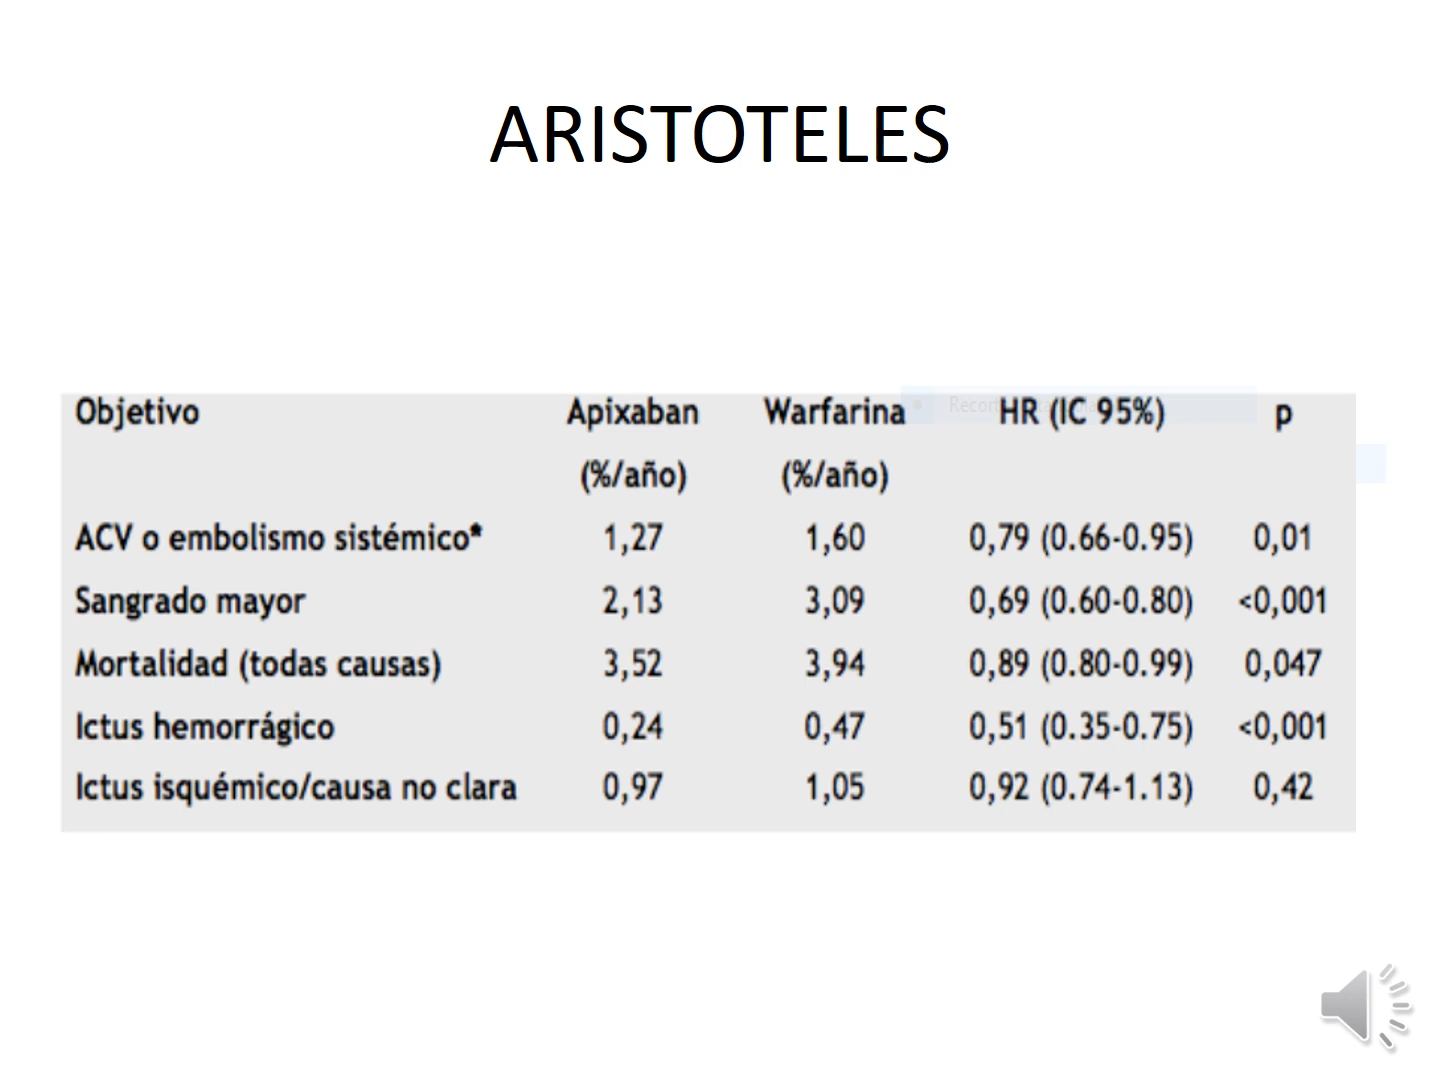 ARISTOTELES
Objetivo Apixaban Warfarina HR (IC 95%) p
(%/año) (%/año)
ACV o embolismo sistémico* 1,27 1,60 0,79 (0.66-0.95) 0,01
Sangrado mayor 2,13 3,09 0,69 (0.60-0.80) <0,001
Mortalidad (todas causas) 3,52 3,94 0,89 (0.80-0.99) 0,047
Ictus hemorrágico 0,24 0,47 0,51 (0.35-0.75) <0,001
Ictus isquémico/causa no clara 0,97 1,05 0,92 (0.74-1.13) 0,42